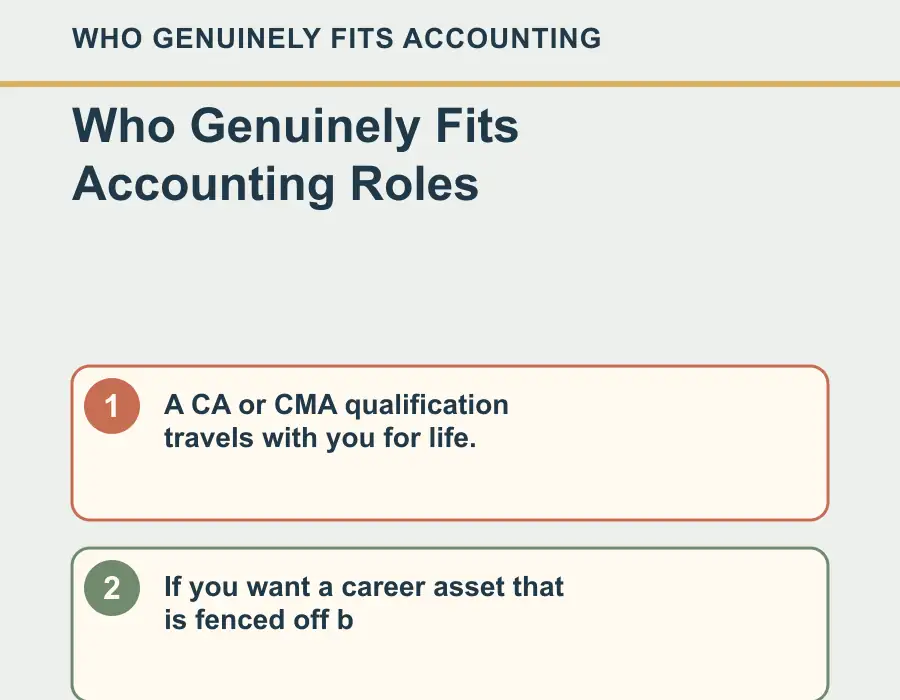 WHO GENUINELY FITS ACCOUNTING
Who Genuinely Fits
Accounting Roles
1
A CA or CMA qualification
travels with you for life.
2
If you want a career asset that
is fenced off b